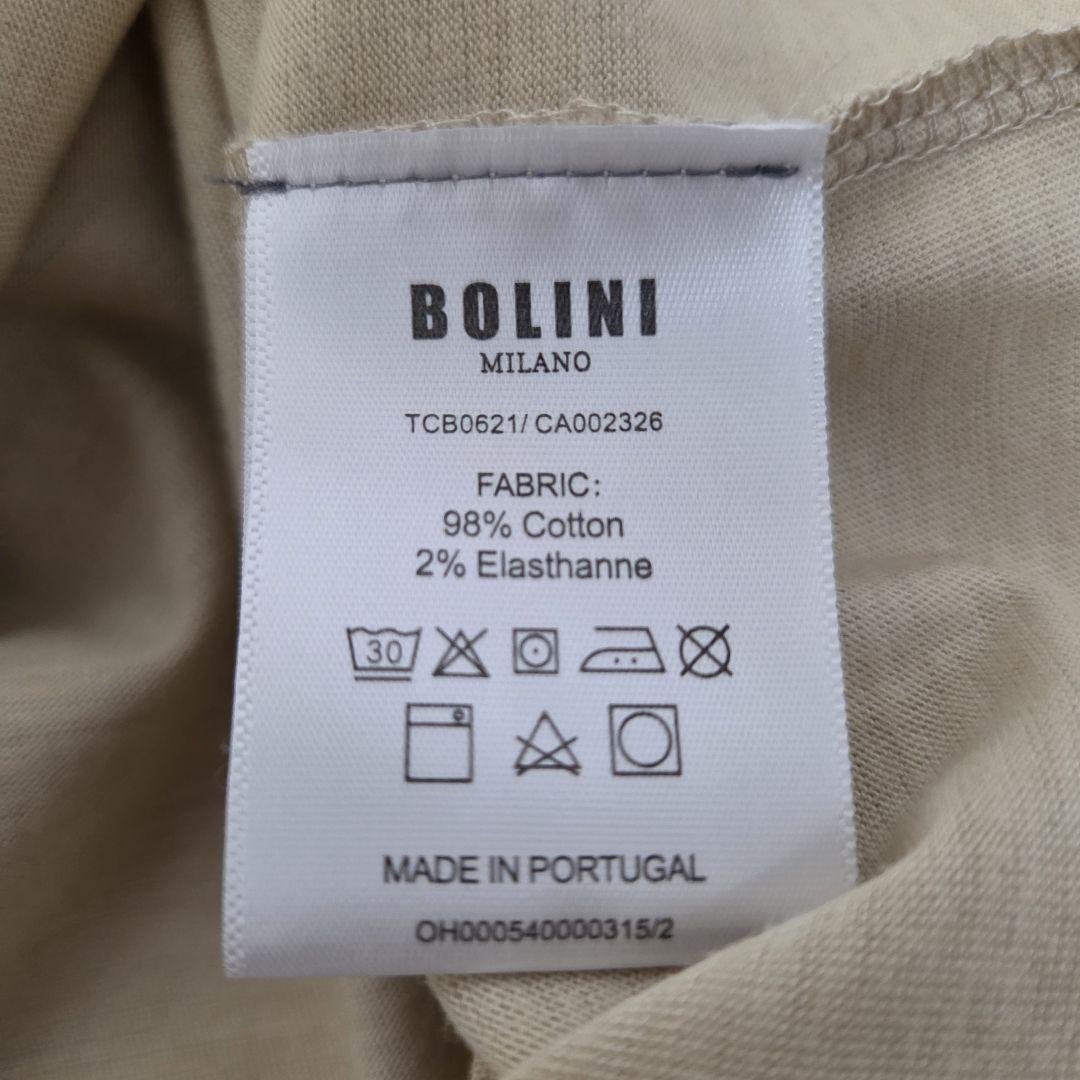 BOLINI
MILANO
TCB0621/ CA002326
FABRIC:
98% Cotton
2% Elasthanne
30
MADE IN PORTUGAL
OH000540000315/2